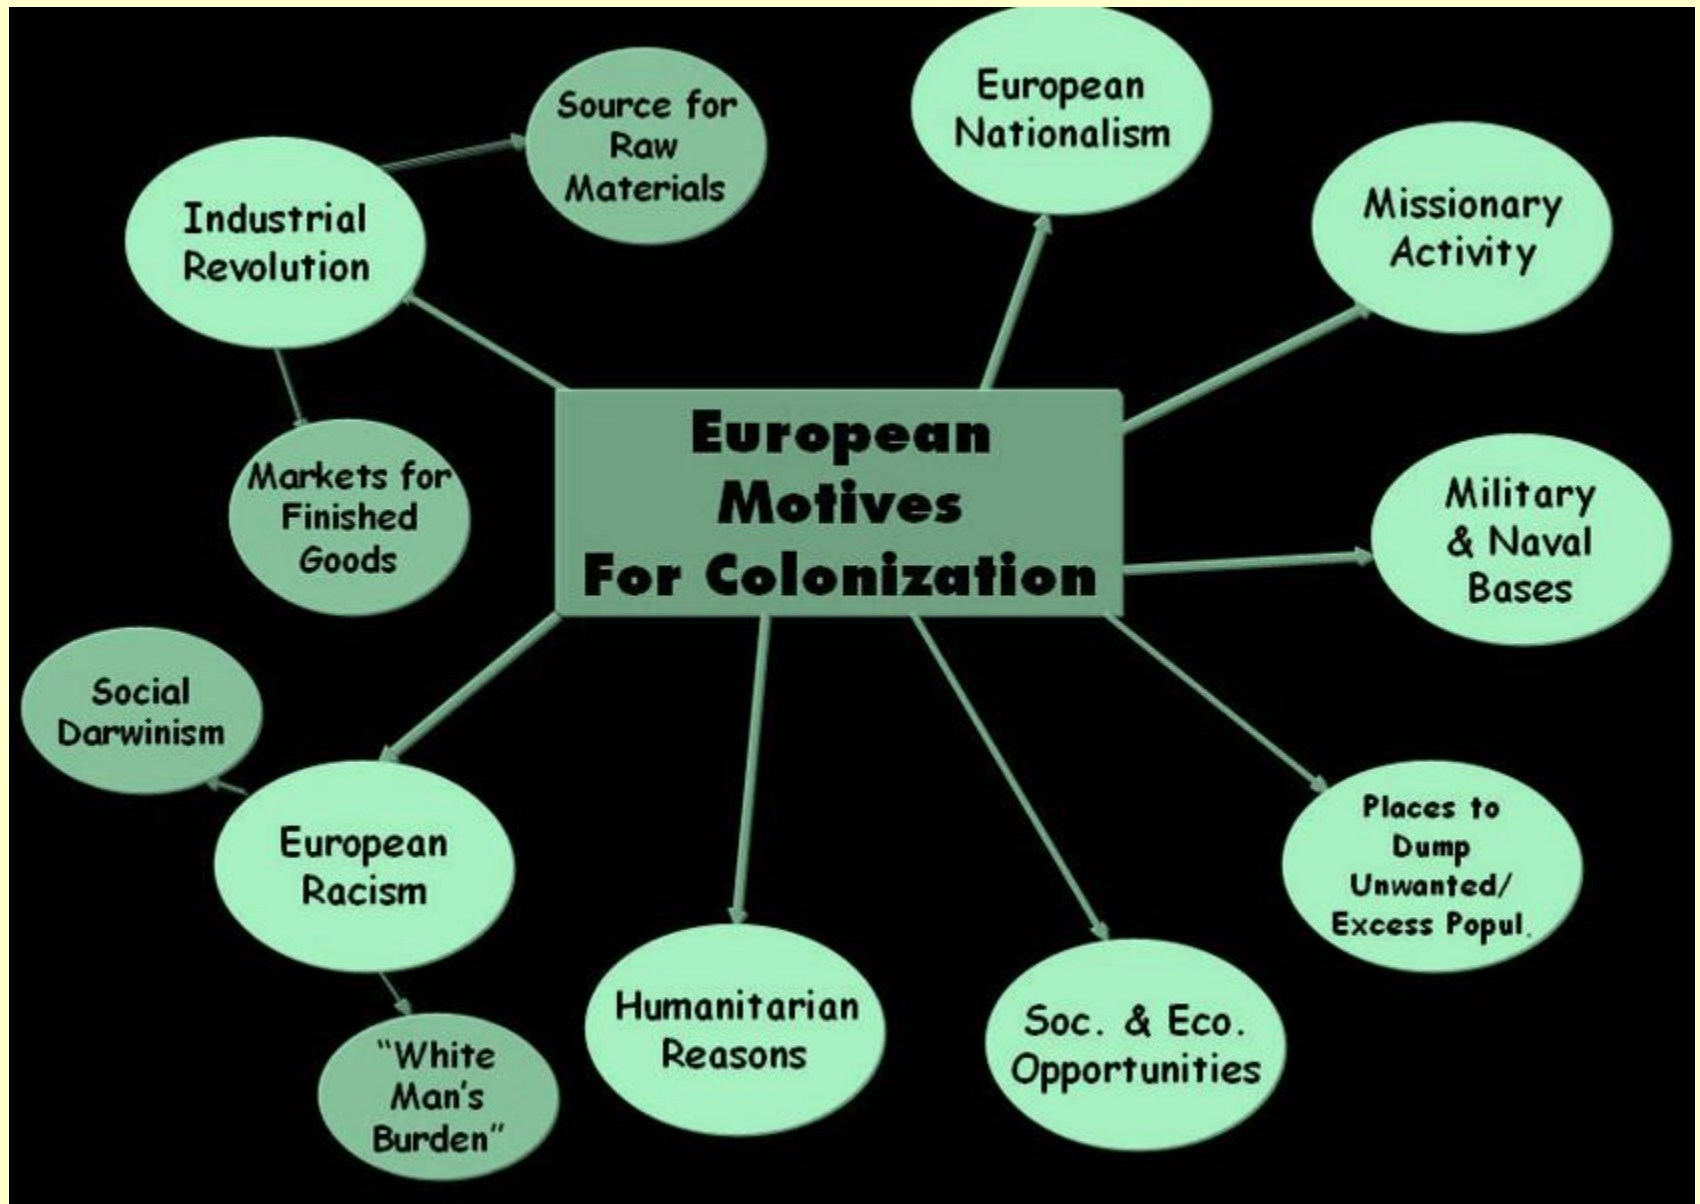 European
Motives
For Colonization
Industrial
Revolution
Source for
Raw
Materials
Markets for
Finished
Goods
European
Nationalism
Missionary
Activity
Military
& Naval
Bases
Places to
Dump
Unwanted/
Excess Popul.
Soc. & Eco.
Opportunities
Humanitarian
Reasons
European
Racism
Social
Darwinism
“White
Man’s
Burden”